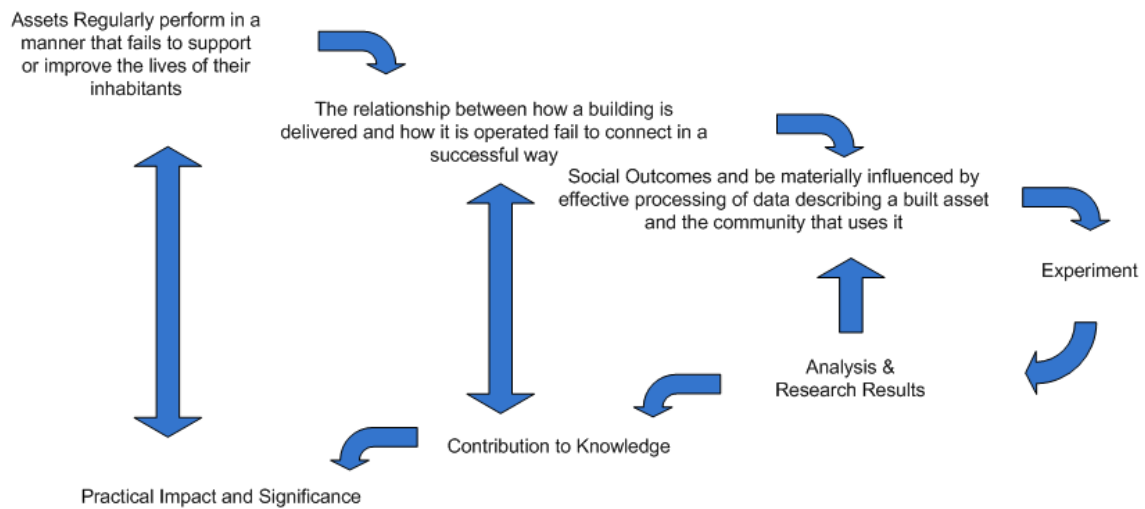 Assets Regularly perform in a
manner that fails to support
or improve the lives of their
inhabitants
The relationship between how a building is
delivered and how it is operated fail to connect in a
successful way
Social Outcomes and be materially influenced by
effective processing of data describing a built asset
and the community that uses it
Experiment
Analysis &
Research Results
Contribution to Knowledge
Practical Impact and Significance